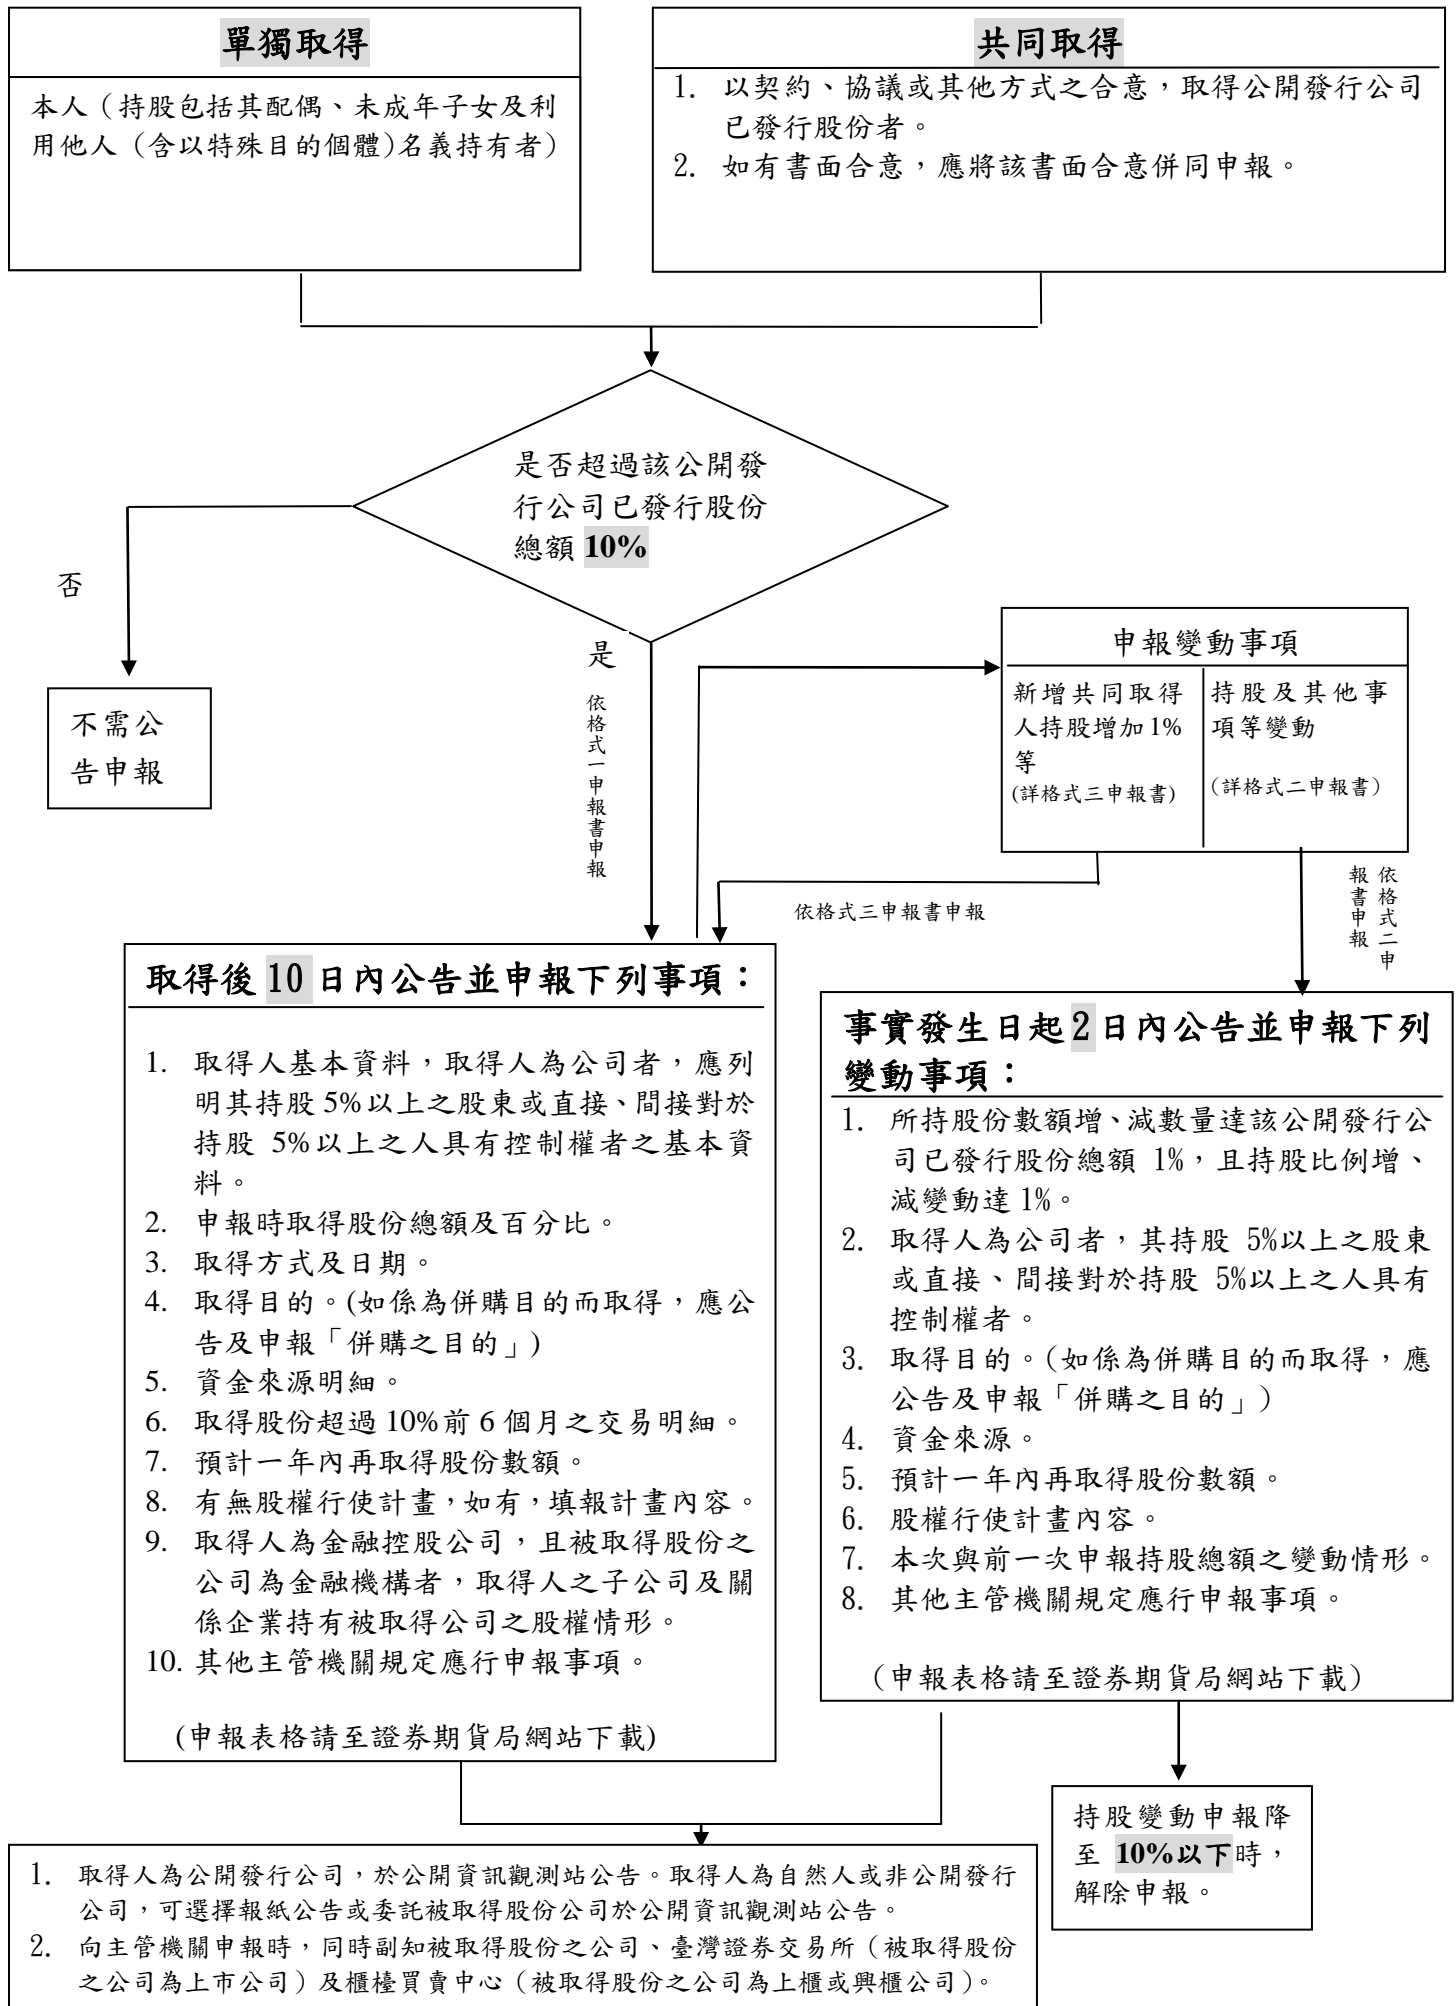 單獨取得
本人（持股包括其配偶、未成年子女及利
用他人（含以特殊目的個體)名義持有者）
共同取得
1. 以契約、協議或其他方式之合意，取得公開發行公司
已發行股份者。
2. 如有書面合意，應將該書面合意併同申報。
是否超過該公開發
行公司已發行股份
總額 10%
否
不需公
告申報
是
依格式一申報書申報
申報變動事項
新增共同取得
人持股增加 1%
等
(詳格式三申報書)
持股及其他事
項等變動
（詳格式二申報書）
依格式三申報書申報
依格式二申
報書申報
取得後 10 日內公告並申報下列事項：
1. 取得人基本資料，取得人為公司者，應列
明其持股 5%以上之股東或直接、間接對於
持股 5%以上之人具有控制權者之基本資
料。
2. 申報時取得股份總額及百分比。
3. 取得方式及日期。
4. 取得目的。(如係為併購目的而取得，應公
告及申報「併購之目的」)
5. 資金來源明細。
6. 取得股份超過 10%前 6 個月之交易明細。
7. 預計一年內再取得股份數額。
8. 有無股權行使計畫，如有，填報計畫內容。
9. 取得人為金融控股公司，且被取得股份之
公司為金融機構者，取得人之子公司及關
係企業持有被取得公司之股權情形。
10. 其他主管機關規定應行申報事項。
(申報表格請至證券期貨局網站下載)
事實發生日起 2 日內公告並申報下列
變動事項：
1. 所持股份數額增、減數量達該公開發行公
司已發行股份總額 1%，且持股比例增、
減變動達 1%。
2. 取得人為公司者，其持股 5%以上之股東
或直接、間接對於持股 5%以上之人具有
控制權者。
3. 取得目的。（如係為併購目的而取得，應
公告及申報「併購之目的」）
4. 資金來源。
5. 預計一年內再取得股份數額。
6. 股權行使計畫內容。
7. 本次與前一次申報持股總額之變動情形。
8. 其他主管機關規定應行申報事項。
（申報表格請至證券期貨局網站下載）
持股變動申報降
至 10%以下時，
解除申報。
1. 取得人為公開發行公司，於公開資訊觀測站公告。取得人為自然人或非公開發行
公司，可選擇報紙公告或委託被取得股份公司於公開資訊觀測站公告。
2. 向主管機關申報時，同時副知被取得股份之公司、臺灣證券交易所（被取得股份
之公司為上市公司）及櫃檯買賣中心（被取得股份之公司為上櫃或興櫃公司）。